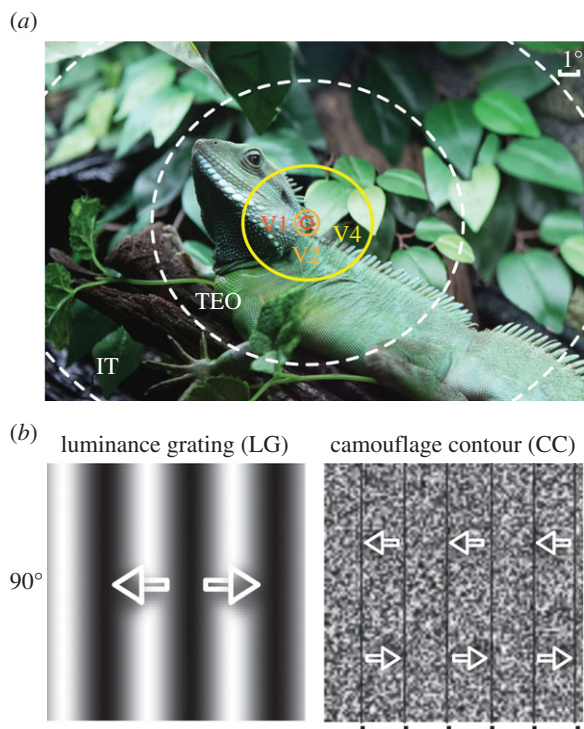 (a)
1°
V1
V4
V2
TEO
IT
(b)
luminance grating (LG)
camouflage contour (CC)
90°